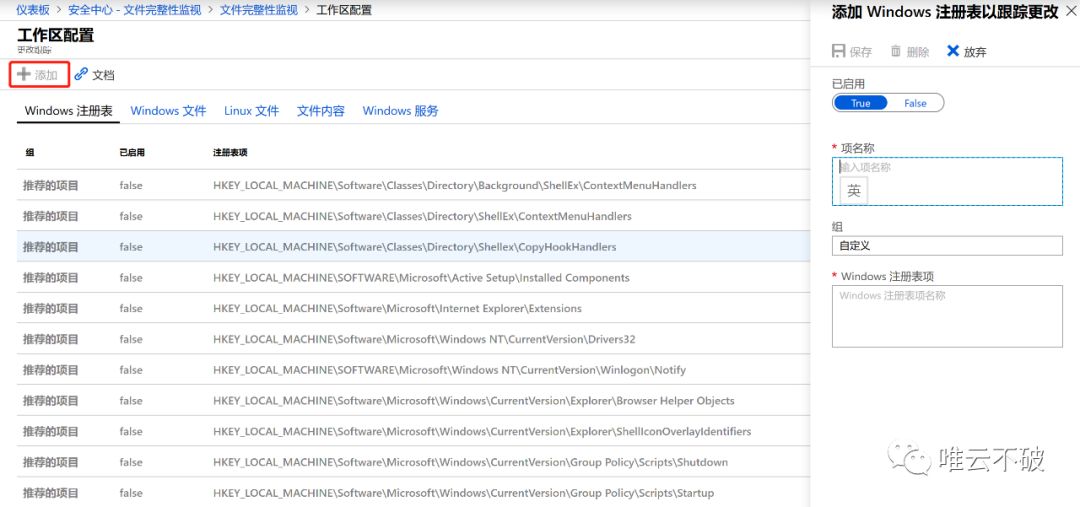 仪表板 > 安全中心 - 文件完整性监视 > 文件完整性监视 > 工作区配置
工作区配置
更改跟踪
添加 文档
Windows 注册表 Windows 文件 Linux 文件 文件内容 Windows 服务
组 已启用 注册表项
推荐的项目 false HKEY_LOCAL_MACHINE\Software\Classes\Directory\Background\ShellEx\ContextMenuHandlers
推荐的项目 false HKEY_LOCAL_MACHINE\Software\Classes\Directory\ShellEx\ContextMenuHandlers
推荐的项目 false HKEY_LOCAL_MACHINE\Software\Classes\Directory\Shellex\CopyHookHandlers
推荐的项目 false HKEY_LOCAL_MACHINE\SOFTWARE\Microsoft\Active Setup\Installed Components
推荐的项目 false HKEY_LOCAL_MACHINE\Software\Microsoft\Internet Explorer\Extensions
推荐的项目 false HKEY_LOCAL_MACHINE\Software\Microsoft\Windows NT\CurrentVersion\Drivers32
推荐的项目 false HKEY_LOCAL_MACHINE\SOFTWARE\Microsoft\Windows NT\CurrentVersion\Winlogon\Notify
推荐的项目 false HKEY_LOCAL_MACHINE\Software\Microsoft\Windows\CurrentVersion\Explorer\Browser Helper Objects
推荐的项目 false HKEY_LOCAL_MACHINE\Software\Microsoft\Windows\CurrentVersion\Explorer\ShellIconOverlayIdentifiers
推荐的项目 false HKEY_LOCAL_MACHINE\Software\Microsoft\Windows\CurrentVersion\Group Policy\Scripts\Shutdown
推荐的项目 false HKEY_LOCAL_MACHINE\Software\Microsoft\Windows\CurrentVersion\Group Policy\Scripts\Startup
添加 Windows 注册表以跟踪更改
保存 删除 放弃
已启用
True False
* 项名称
输入项名称
英
组
自定义
* Windows 注册表项
Windows 注册表项名称
唯云不破